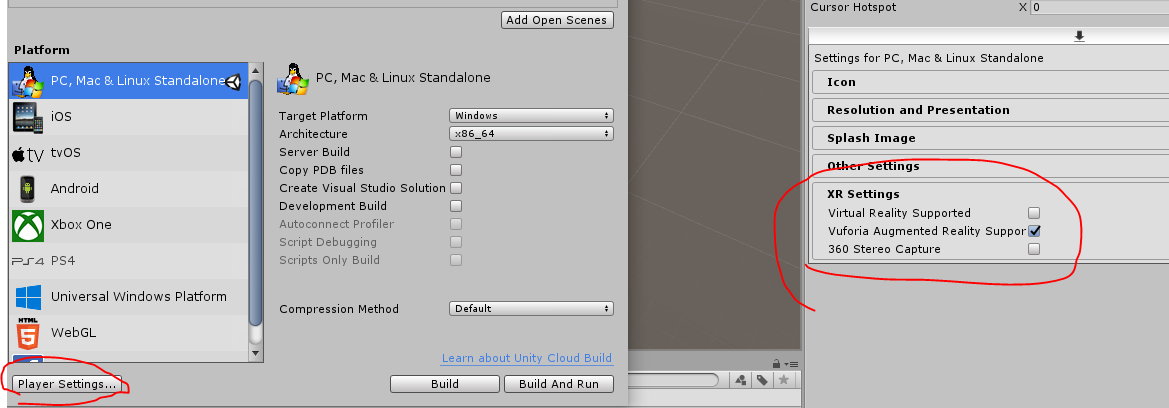 Add Open Scenes
Platform
PC, Mac & Linux Standalone
iOS
tvOS
Android
Xbox One
PS4
Universal Windows Platform
HTML
WebGL
Player Settings...
PC, Mac & Linux Standalone
Target Platform Windows
Architecture x86_64
Server Build
Copy PDB files
Create Visual Studio Solution
Development Build
Autoconnect Profiler
Script Debugging
Scripts Only Build
Compression Method Default
Learn about Unity Cloud Build
Build Build And Run
Cursor Hotspot X 0
Settings for PC, Mac & Linux Standalone
Icon
Resolution and Presentation
Splash Image
Other Settings
XR Settings
Virtual Reality Supported
Vuforia Augmented Reality Suppor
360 Stereo Capture